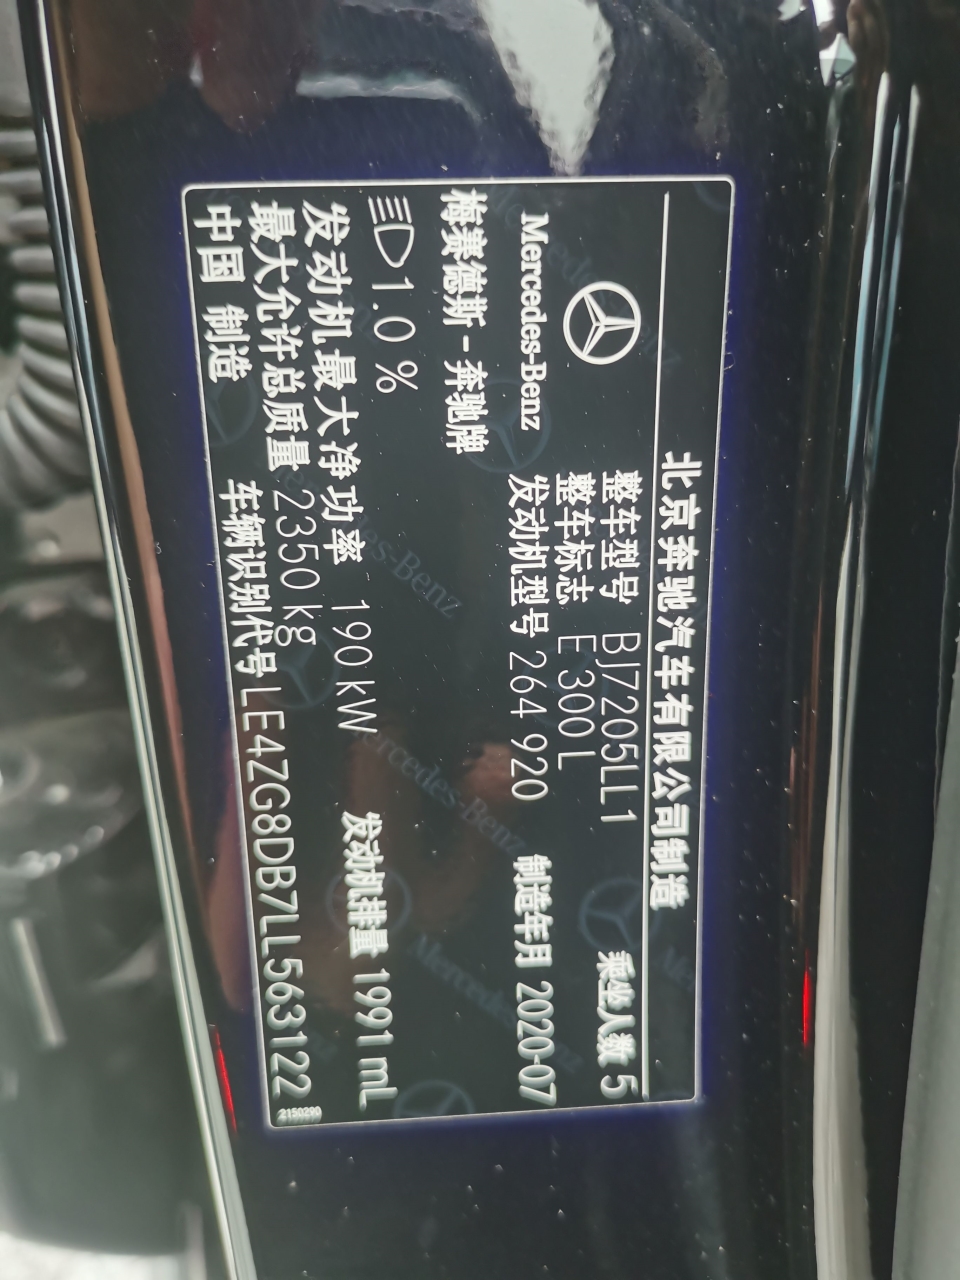 北京奔驰汽车有限公司制造
整车型号 BJ7205LL1 乘坐人数 5
整车标志 E 300 L
Mercedes-Benz 发动机型号 264 920 制造年月 2020-07
梅赛德斯-奔驰牌
1.0 %
发动机最大净功率 190 kW 发动机排量 1991 mL
最大允许总质量 2350 kg
中国 制造 车辆识别代号 LE4ZG8DB7LL563122
2150290